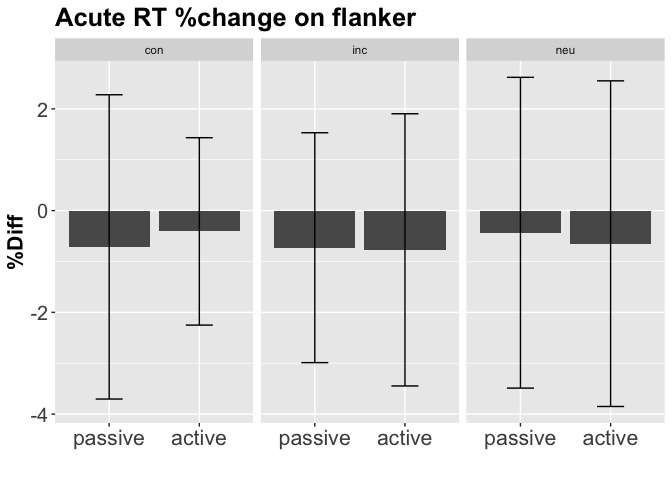 Acute RT %change on flanker
con inc neu
%Diff
2
0
-2
-4
passive active passive active passive active